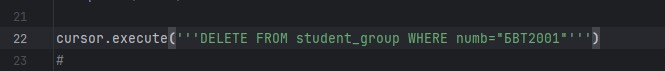 21
22 cursor.execute('''DELETE FROM student_group WHERE numb="БВТ2001"''')
23 #